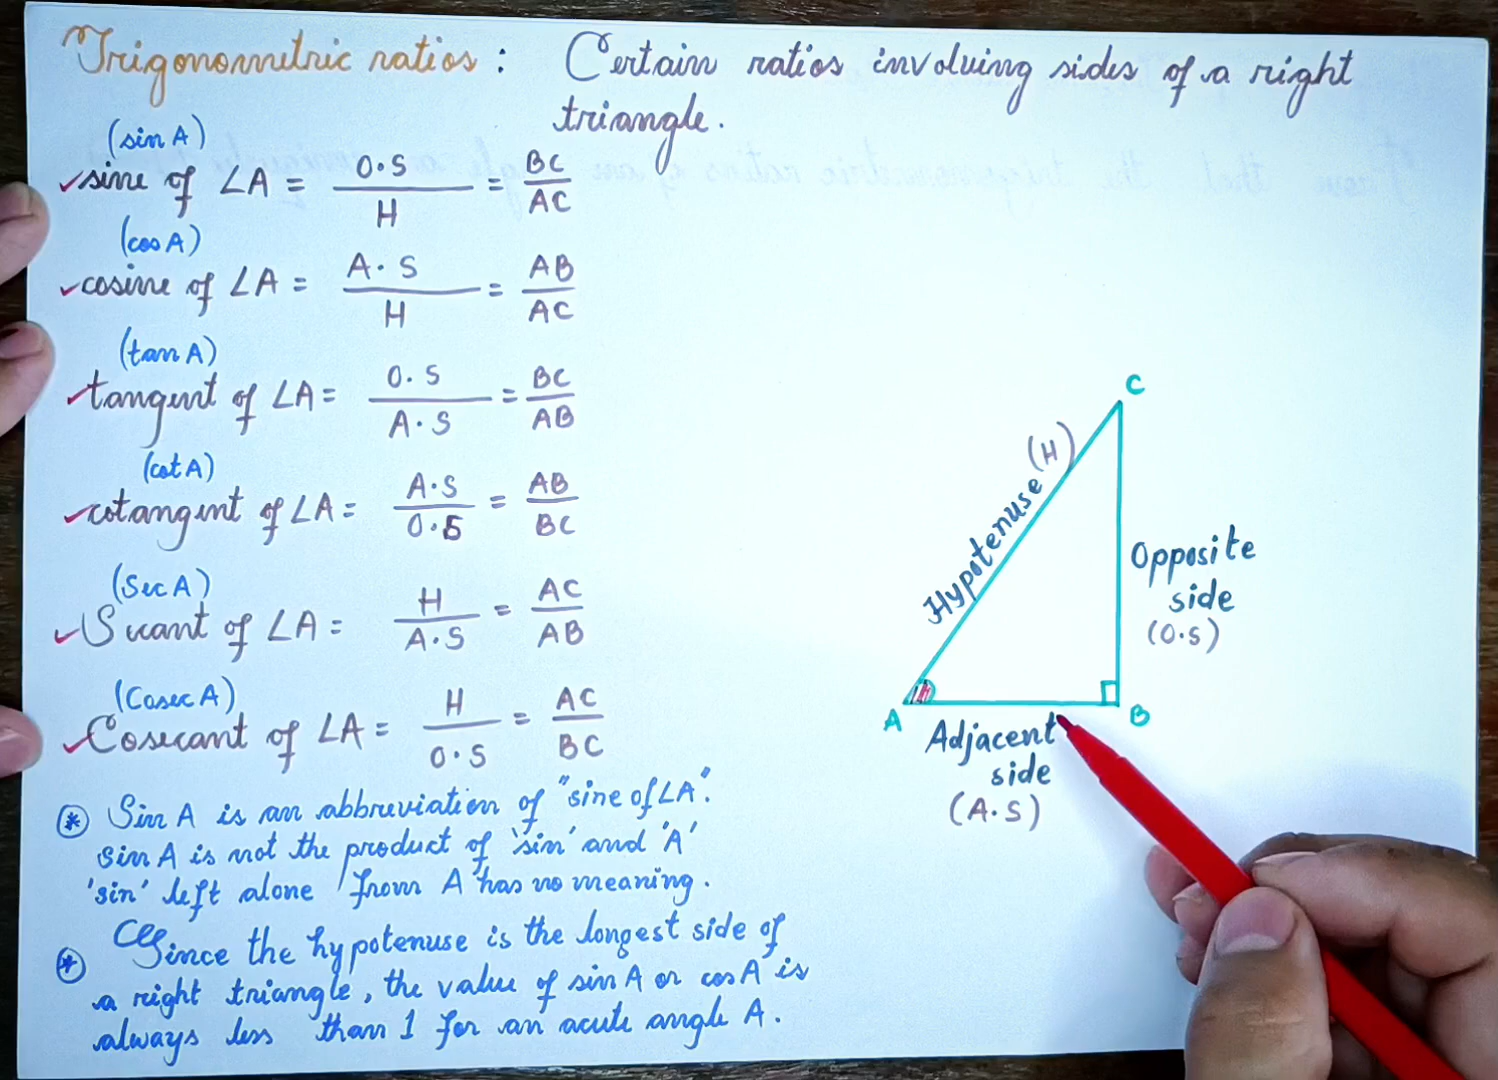 Trigonometric ratios : Certain ratios involving sides of a right
triangle.
(sin A)
sine of ∠A = O.S / H = BC / AC
(cos A)
cosine of ∠A = A.S / H = AB / AC
(tan A)
tangent of ∠A = O.S / A.S = BC / AB
(cot A)
cotangent of ∠A = A.S / O.S = AB / BC
(Sec A)
Secant of ∠A = H / A.S = AC / AB
(Cosec A)
Cosecant of ∠A = H / O.S = AC / BC
* Sin A is an abbreviation of "sine of ∠A".
sin A is not the product of 'sin' and 'A'
'sin' left alone from A has no meaning.
* Since the hypotenuse is the longest side of
a right triangle, the value of sin A or cos A is
always less than 1 for an acute angle A.
C
Hypotenuse (H)
Opposite
side
(O.S)
A
B
Adjacent
side
(A.S)